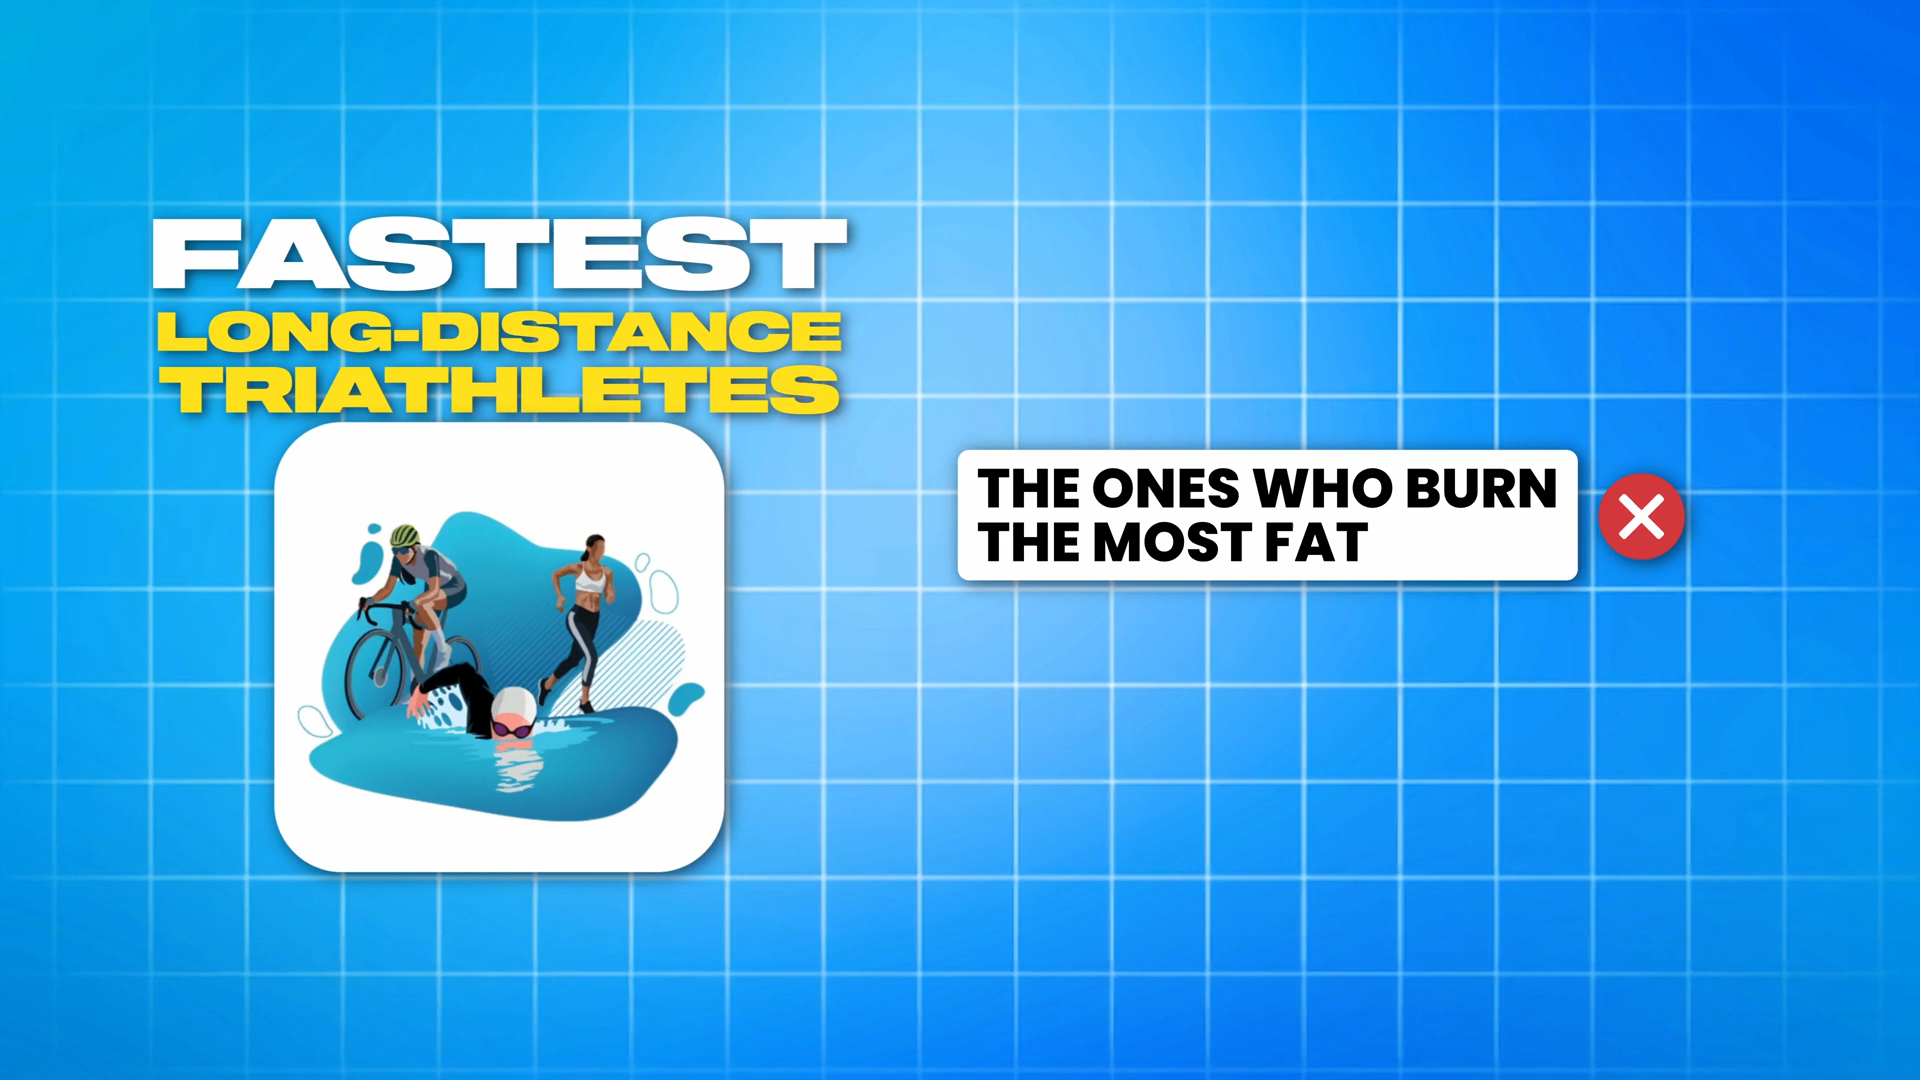 FASTEST
LONG-DISTANCE
TRIATHLETES
THE ONES WHO BURN
THE MOST FAT